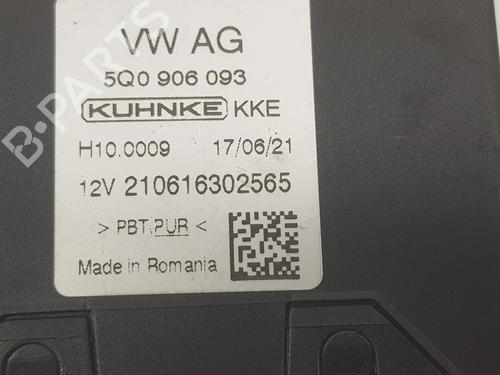 VW AG
5Q0 906 093
KUHNKE KKE
H10.0009 17/06/21
12V 210616302565
> PBT,PUR <
Made in Romania
B-PARTS